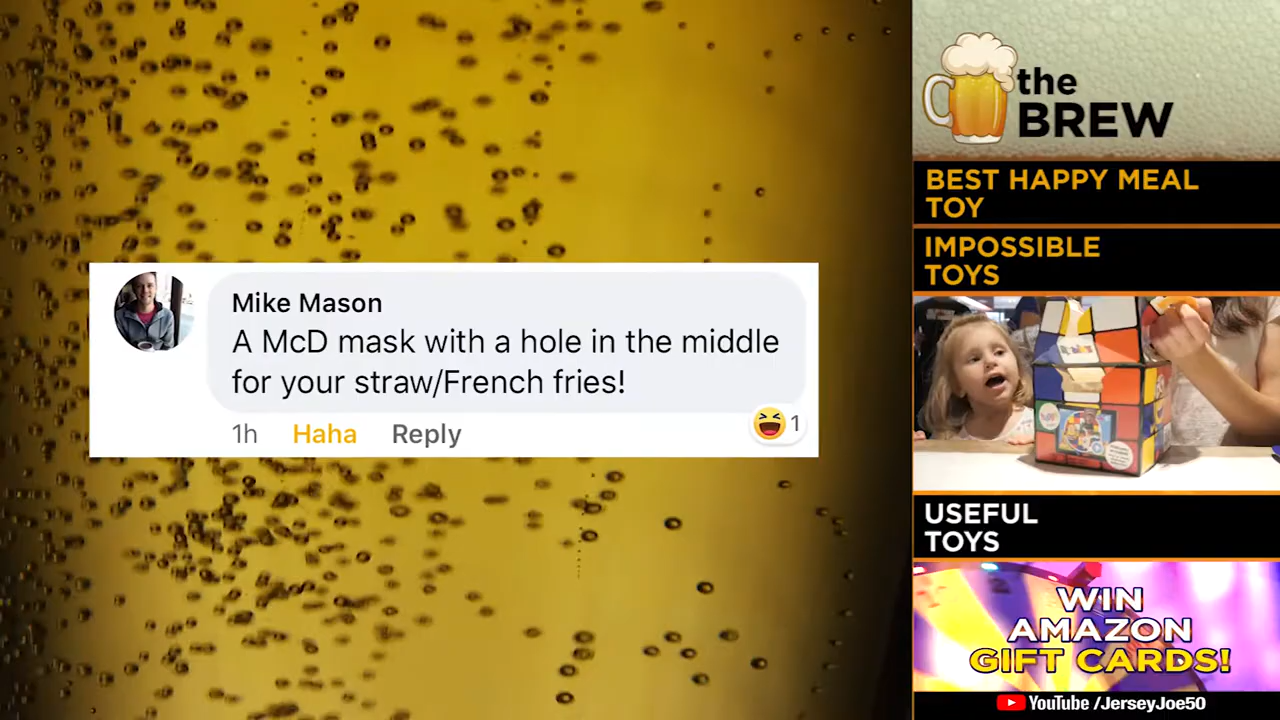 Mike Mason
A McD mask with a hole in the middle
for your straw/French fries!
1h Haha Reply
1
the
BREW
BEST HAPPY MEAL
TOY
IMPOSSIBLE
TOYS
USEFUL
TOYS
WIN
AMAZON
GIFT CARDS!
YouTube /JerseyJoe50